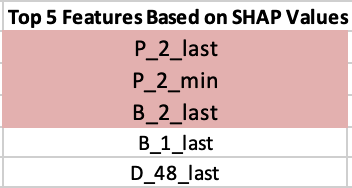 Top 5 Features Based on SHAP Values
P_2_last
P_2_min
B_2_last
B_1_last
D_48_last